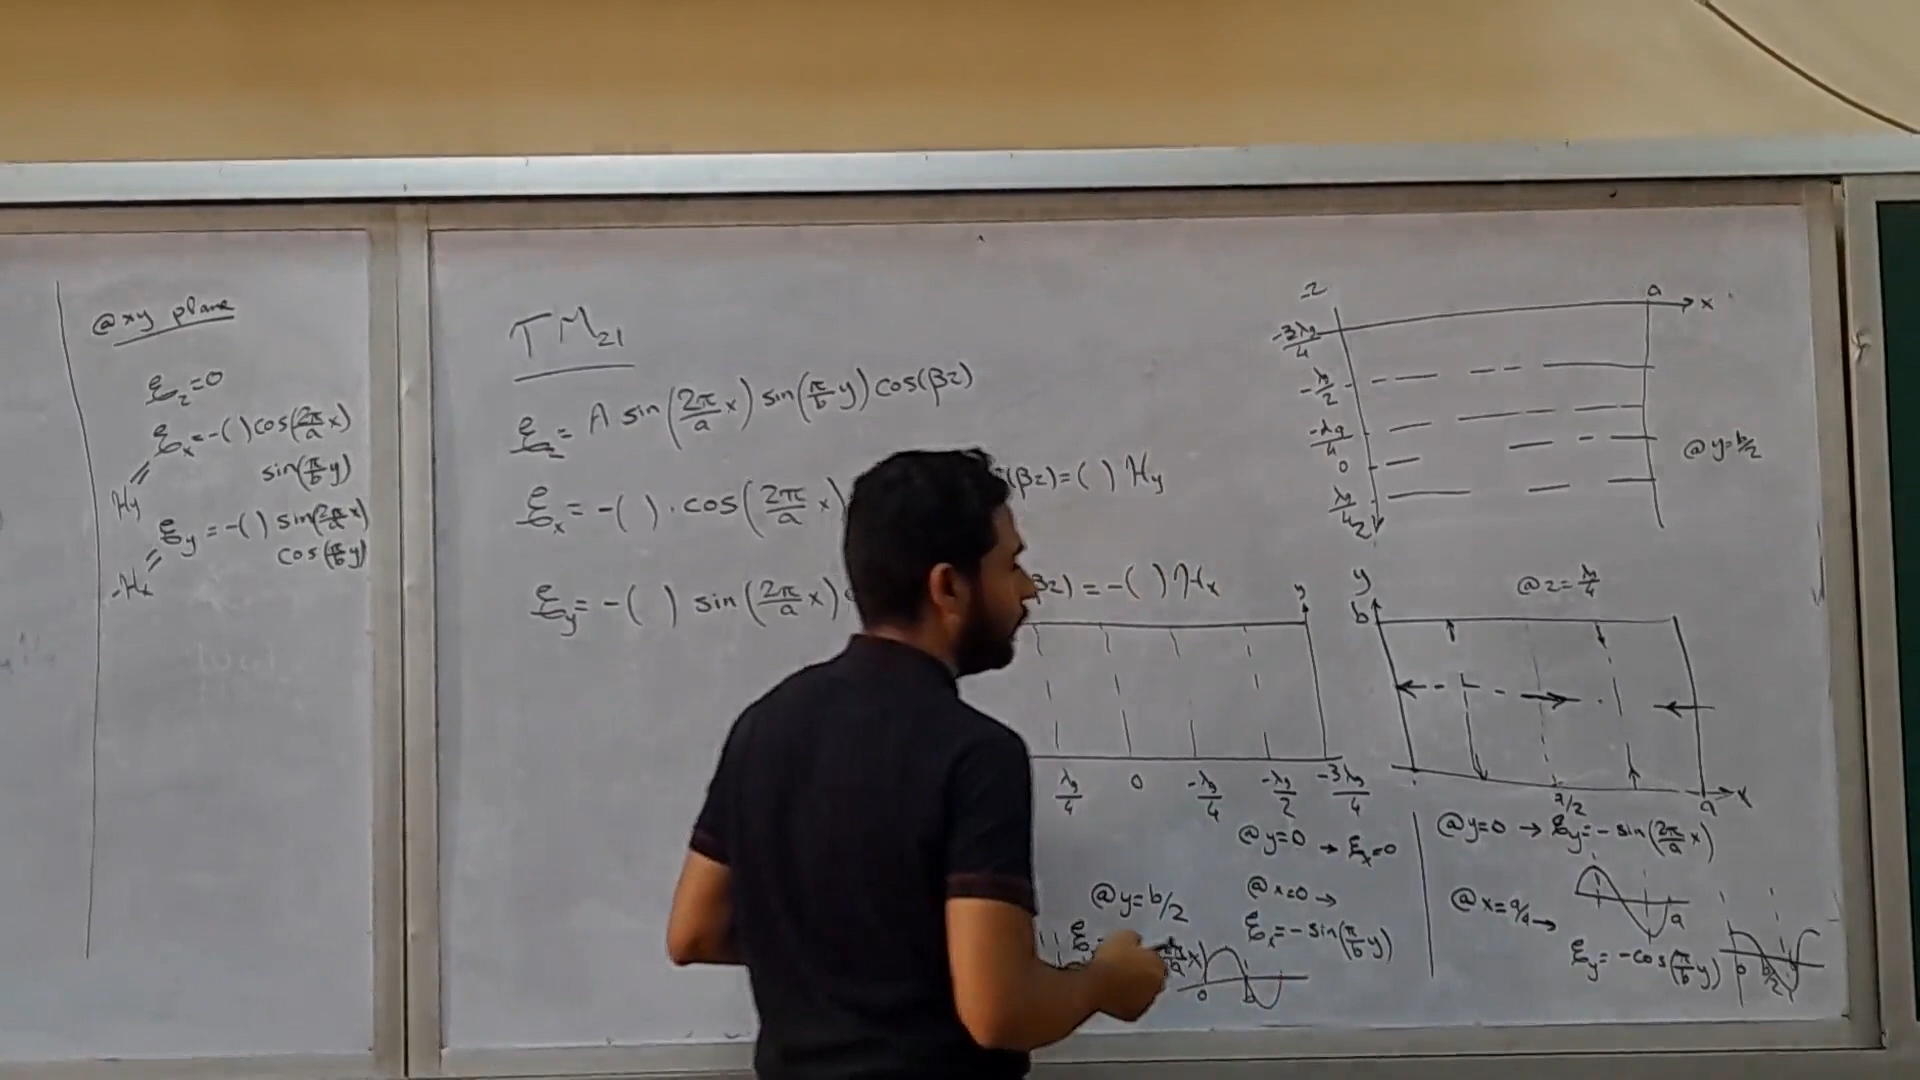 @xy plane
ℰz=0
ℰx=-( )cos(2π/a x)
sin(π/b y)
Hy
ℰy=-( ) sin(2π/a x)
cos(π/b y)
-Hx
TM21
ℰz= A sin(2π/a x) sin(π/b y) cos(βz)
ℰx= -( ) . cos(2π/a x)
(βz)=( ) Hy
ℰy= -( ) sin(2π/a x)
βz) = -( ) Hx
-z
a
x
-3λg/4
-λg/2
-λg/4
0
λg/4
z
@y=b/2
y
λg/4
0
-λg/4
-λg/2
-3λg/4
y
b
@z=λg/4
a/2
a
x
@y=0 → ℰx=0
@y=b/2
@x=0 →
ℰx=-sin(π/b y)
0
b
@y=0 → ℰy=-sin(2π/a x)
a
@x=a/4→
ℰy= -cos(π/b y)
0
b/2